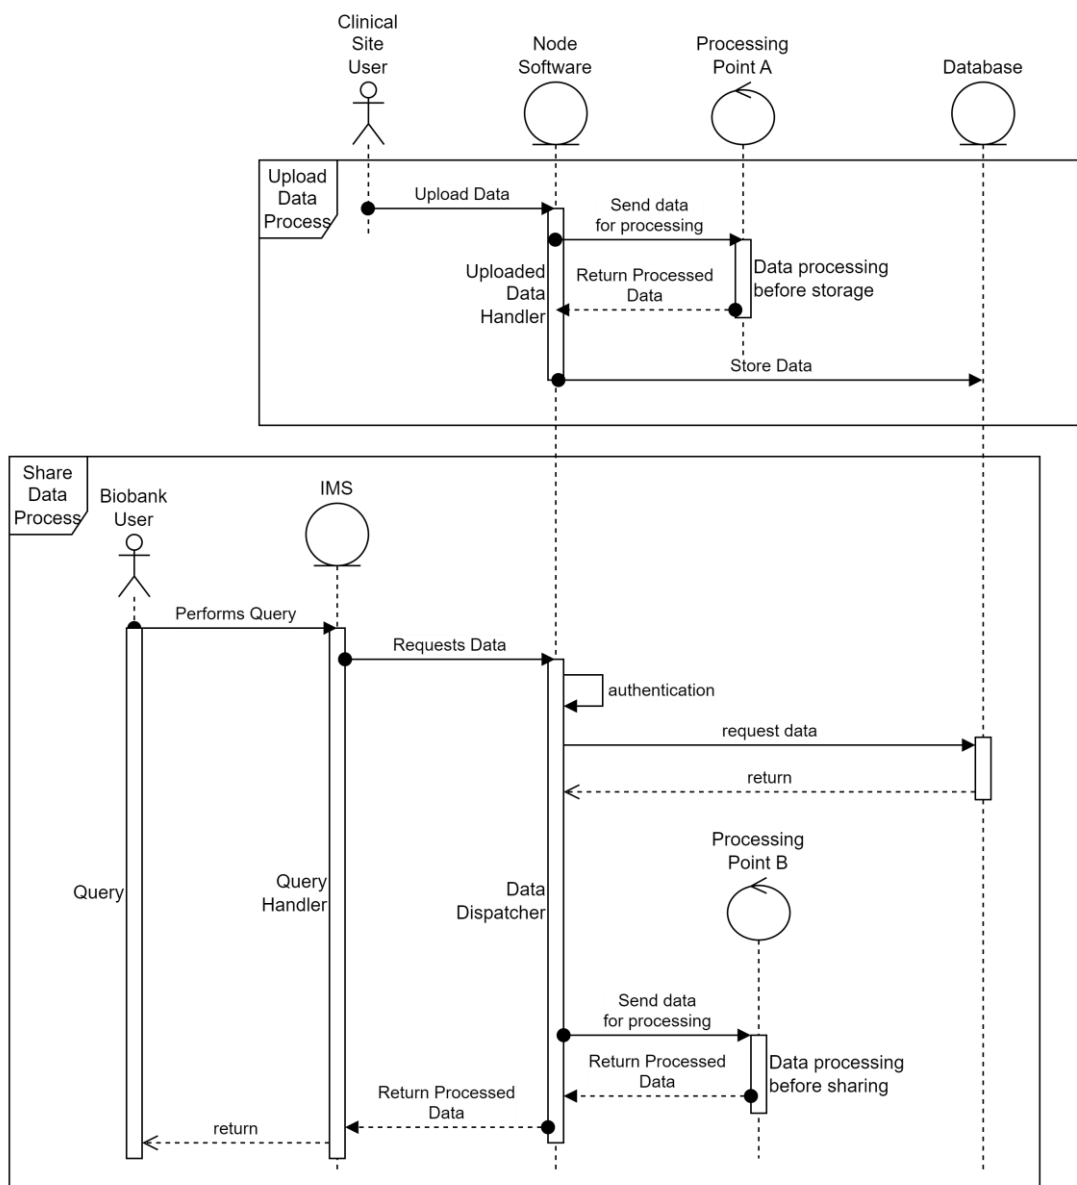 Clinical
Site
User
Node
Software
Processing
Point A
Database
Upload
Data
Process
Upload Data
Send data
for processing
Uploaded
Data
Handler
Return Processed
Data
Data processing
before storage
Store Data
Share
Data
Process
Biobank
User
IMS
Performs Query
Requests Data
authentication
request data
return
Processing
Point B
Query
Query
Handler
Data
Dispatcher
Send data
for processing
Return Processed
Data
Data processing
before sharing
Return Processed
Data
return